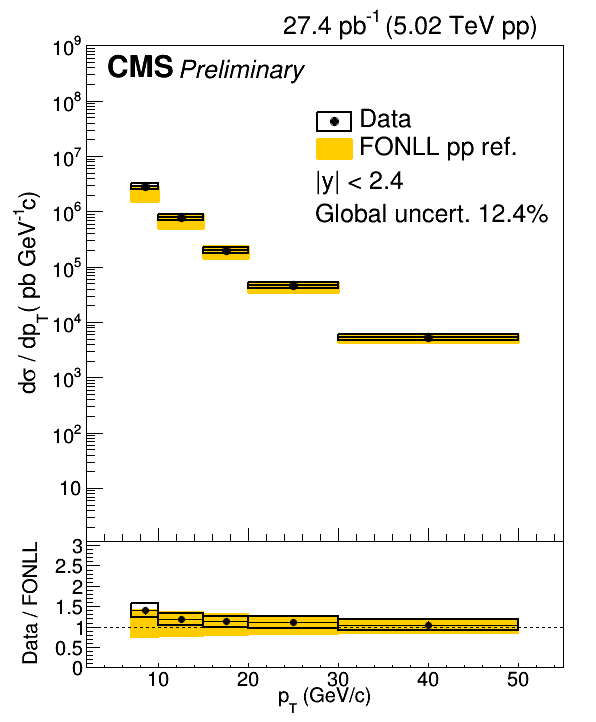 27.4 pb⁻¹ (5.02 TeV pp)
CMS Preliminary
Data
FONLL pp ref.
|y| < 2.4
Global uncert. 12.4%
dσ / dp_T( pb GeV⁻¹c)
10⁹
10⁸
10⁷
10⁶
10⁵
10⁴
10³
10²
10
Data / FONLL
3
2.5
2
1.5
1
0.5
0
10 20 30 40 50
p_T (GeV/c)